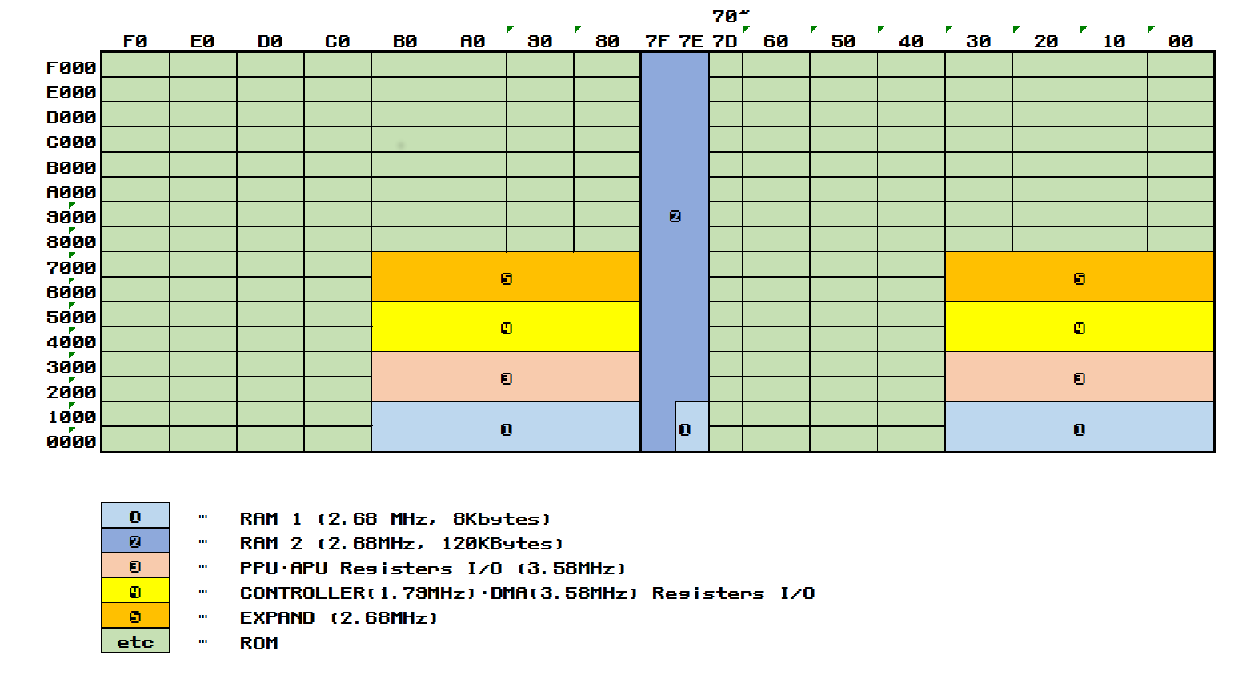 70~
F0 E0 D0 C0 B0 A0 90 80 7F 7E 7D 60 50 40 30 20 10 00
F000
E000
D000
C000
B000
A000
9000
② 
8000
7000
⑤ ⑤
6000
5000
④ ④
4000
3000
③ ③
2000
1000
① ① ①
0000
① … RAM 1 (2.68 MHz, 8Kbytes)
② … RAM 2 (2.68MHz, 120KBytes)
③ … PPU·APU Registers I/O (3.58MHz)
④ … CONTROLLER(1.79MHz)·DMA(3.58MHz) Registers I/O
⑤ … EXPAND (2.68MHz)
etc … ROM